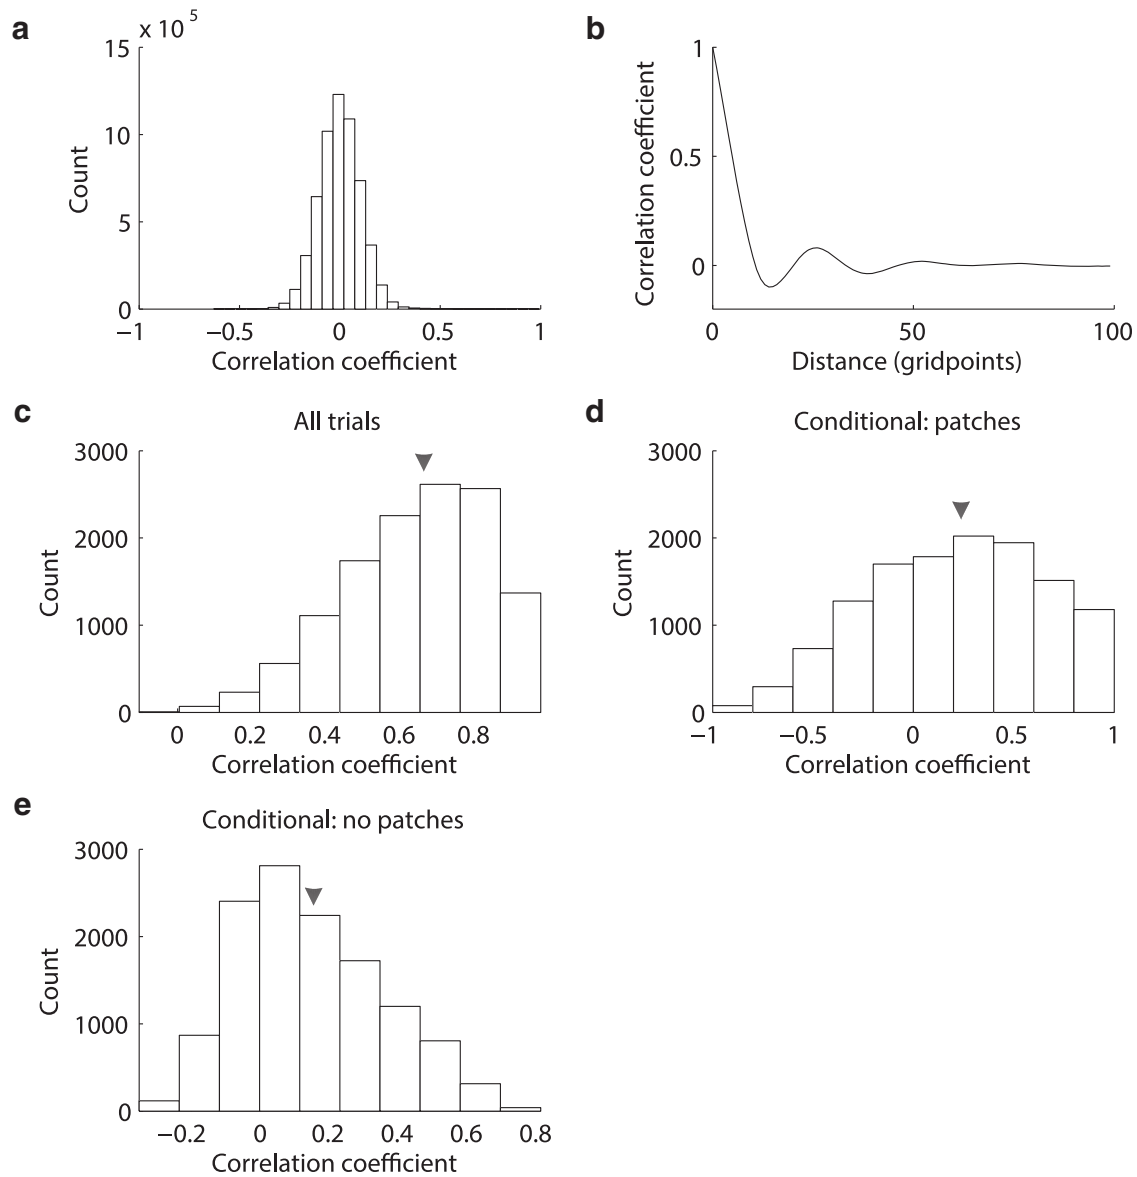 a
x 10 5
15
10
5
0
Count
−1
−0.5
0
0.5
1
Correlation coefficient
b
1
0.5
0
Correlation coefficient
0
50
100
Distance (gridpoints)
c
All trials
3000
2000
1000
0
Count
0
0.2
0.4
0.6
0.8
Correlation coefficient
d
Conditional: patches
3000
2000
1000
0
Count
−1
−0.5
0
0.5
1
Correlation coefficient
e
Conditional: no patches
3000
2000
1000
0
Count
−0.2
0
0.2
0.4
0.6
0.8
Correlation coefficient